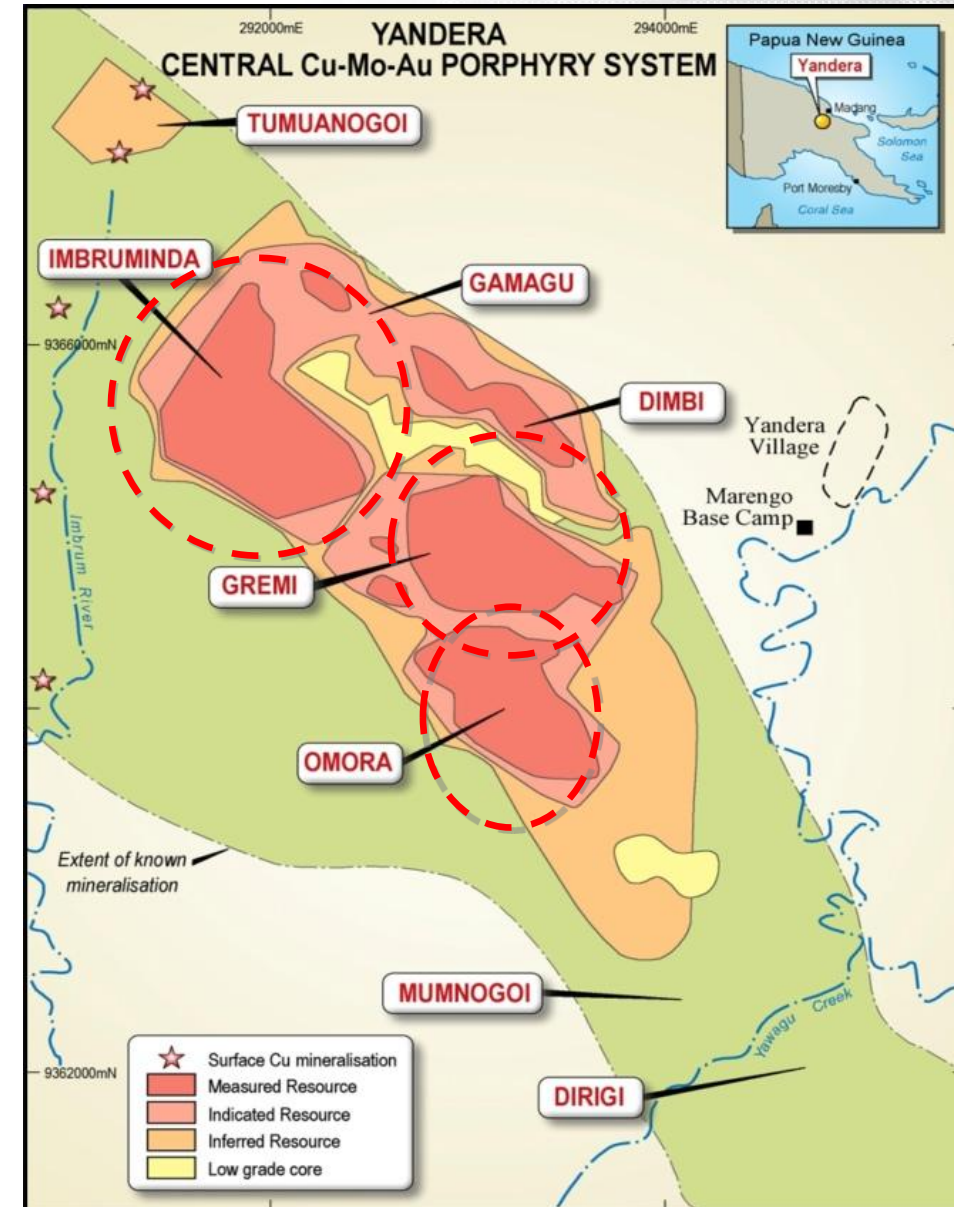 292000mE
294000mE
YANDERA
CENTRAL Cu-Mo-Au PORPHYRY SYSTEM
Papua New Guinea
Yandera
Madang
Solomon
Sea
Port Moresby
Coral Sea
TUMUANOGOI
IMBRUMINDA
GAMAGU
9366000mN
DIMBI
Yandera
Village
Marengo
Base Camp
Imbrum River
GREMI
OMORA
Extent of known
mineralisation
MUMNOGOI
Yawagu Creek
DIRIGI
9362000mN
Surface Cu mineralisation
Measured Resource
Indicated Resource
Inferred Resource
Low grade core